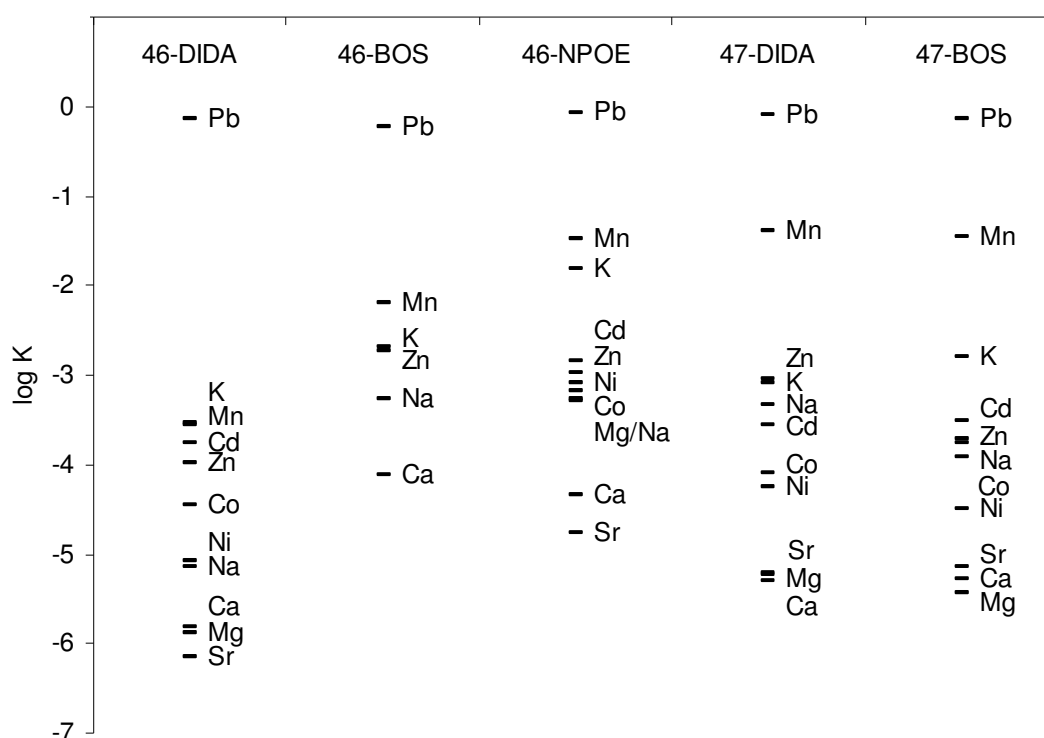 46-DIDA 46-BOS 46-NPOE 47-DIDA 47-BOS
log K
0
-1
-2
-3
-4
-5
-6
-7
Pb
K
Mn
Cd
Zn
Co
Ni
Na
Ca
Mg
Sr
Pb
Mn
K
Zn
Na
Ca
Pb
Mn
K
Cd
Zn
Ni
Co
Mg/Na
Ca
Sr
Pb
Mn
Zn
K
Na
Cd
Co
Ni
Sr
Mg
Ca
Pb
Mn
K
Cd
Zn
Na
Co
Ni
Sr
Ca
Mg